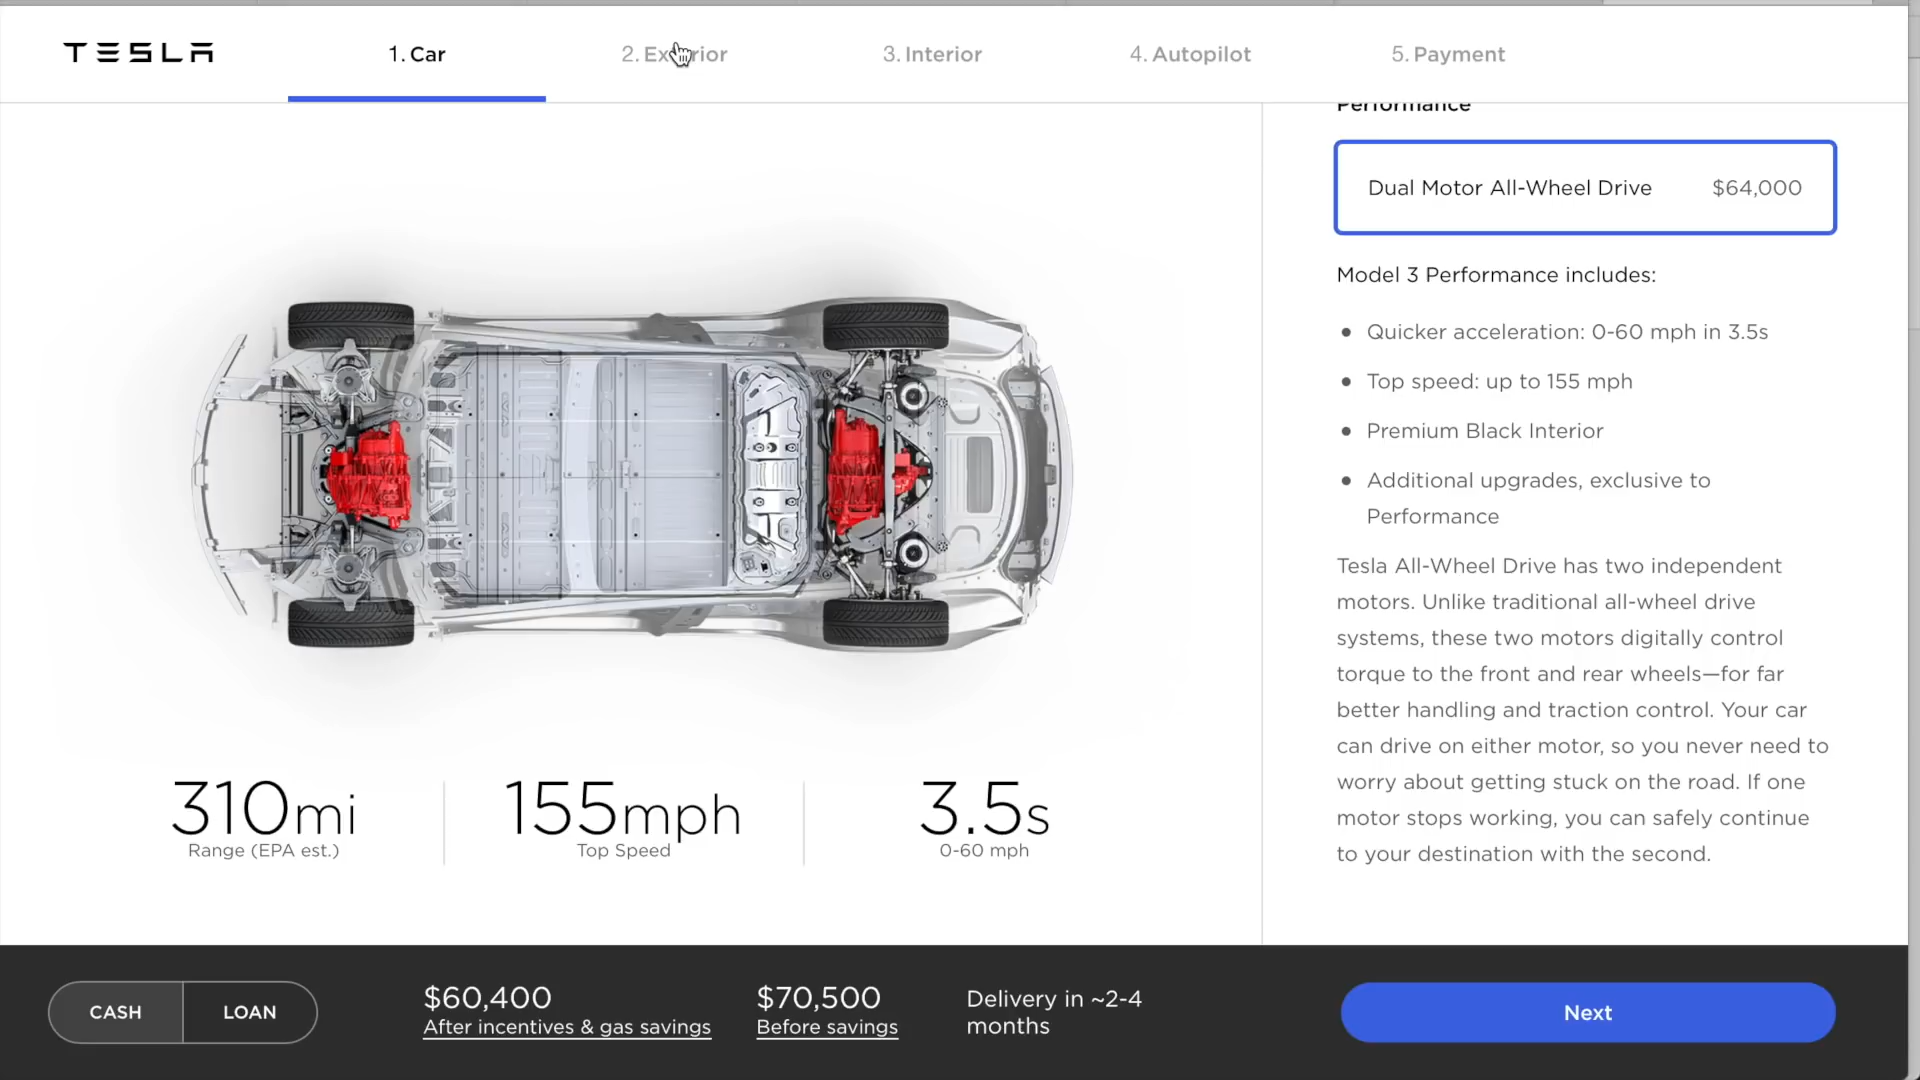 TESLA
1. Car
2. Exterior
3. Interior
4. Autopilot
5. Payment
Performance
Dual Motor All-Wheel Drive $64,000
Model 3 Performance includes:
• Quicker acceleration: 0-60 mph in 3.5s
• Top speed: up to 155 mph
• Premium Black Interior
• Additional upgrades, exclusive to
Performance
Tesla All-Wheel Drive has two independent
motors. Unlike traditional all-wheel drive
systems, these two motors digitally control
torque to the front and rear wheels—for far
better handling and traction control. Your car
can drive on either motor, so you never need to
worry about getting stuck on the road. If one
motor stops working, you can safely continue
to your destination with the second.
310mi
Range (EPA est.)
155mph
Top Speed
3.5s
0-60 mph
CASH
LOAN
$60,400
After incentives & gas savings
$70,500
Before savings
Delivery in ~2-4
months
Next